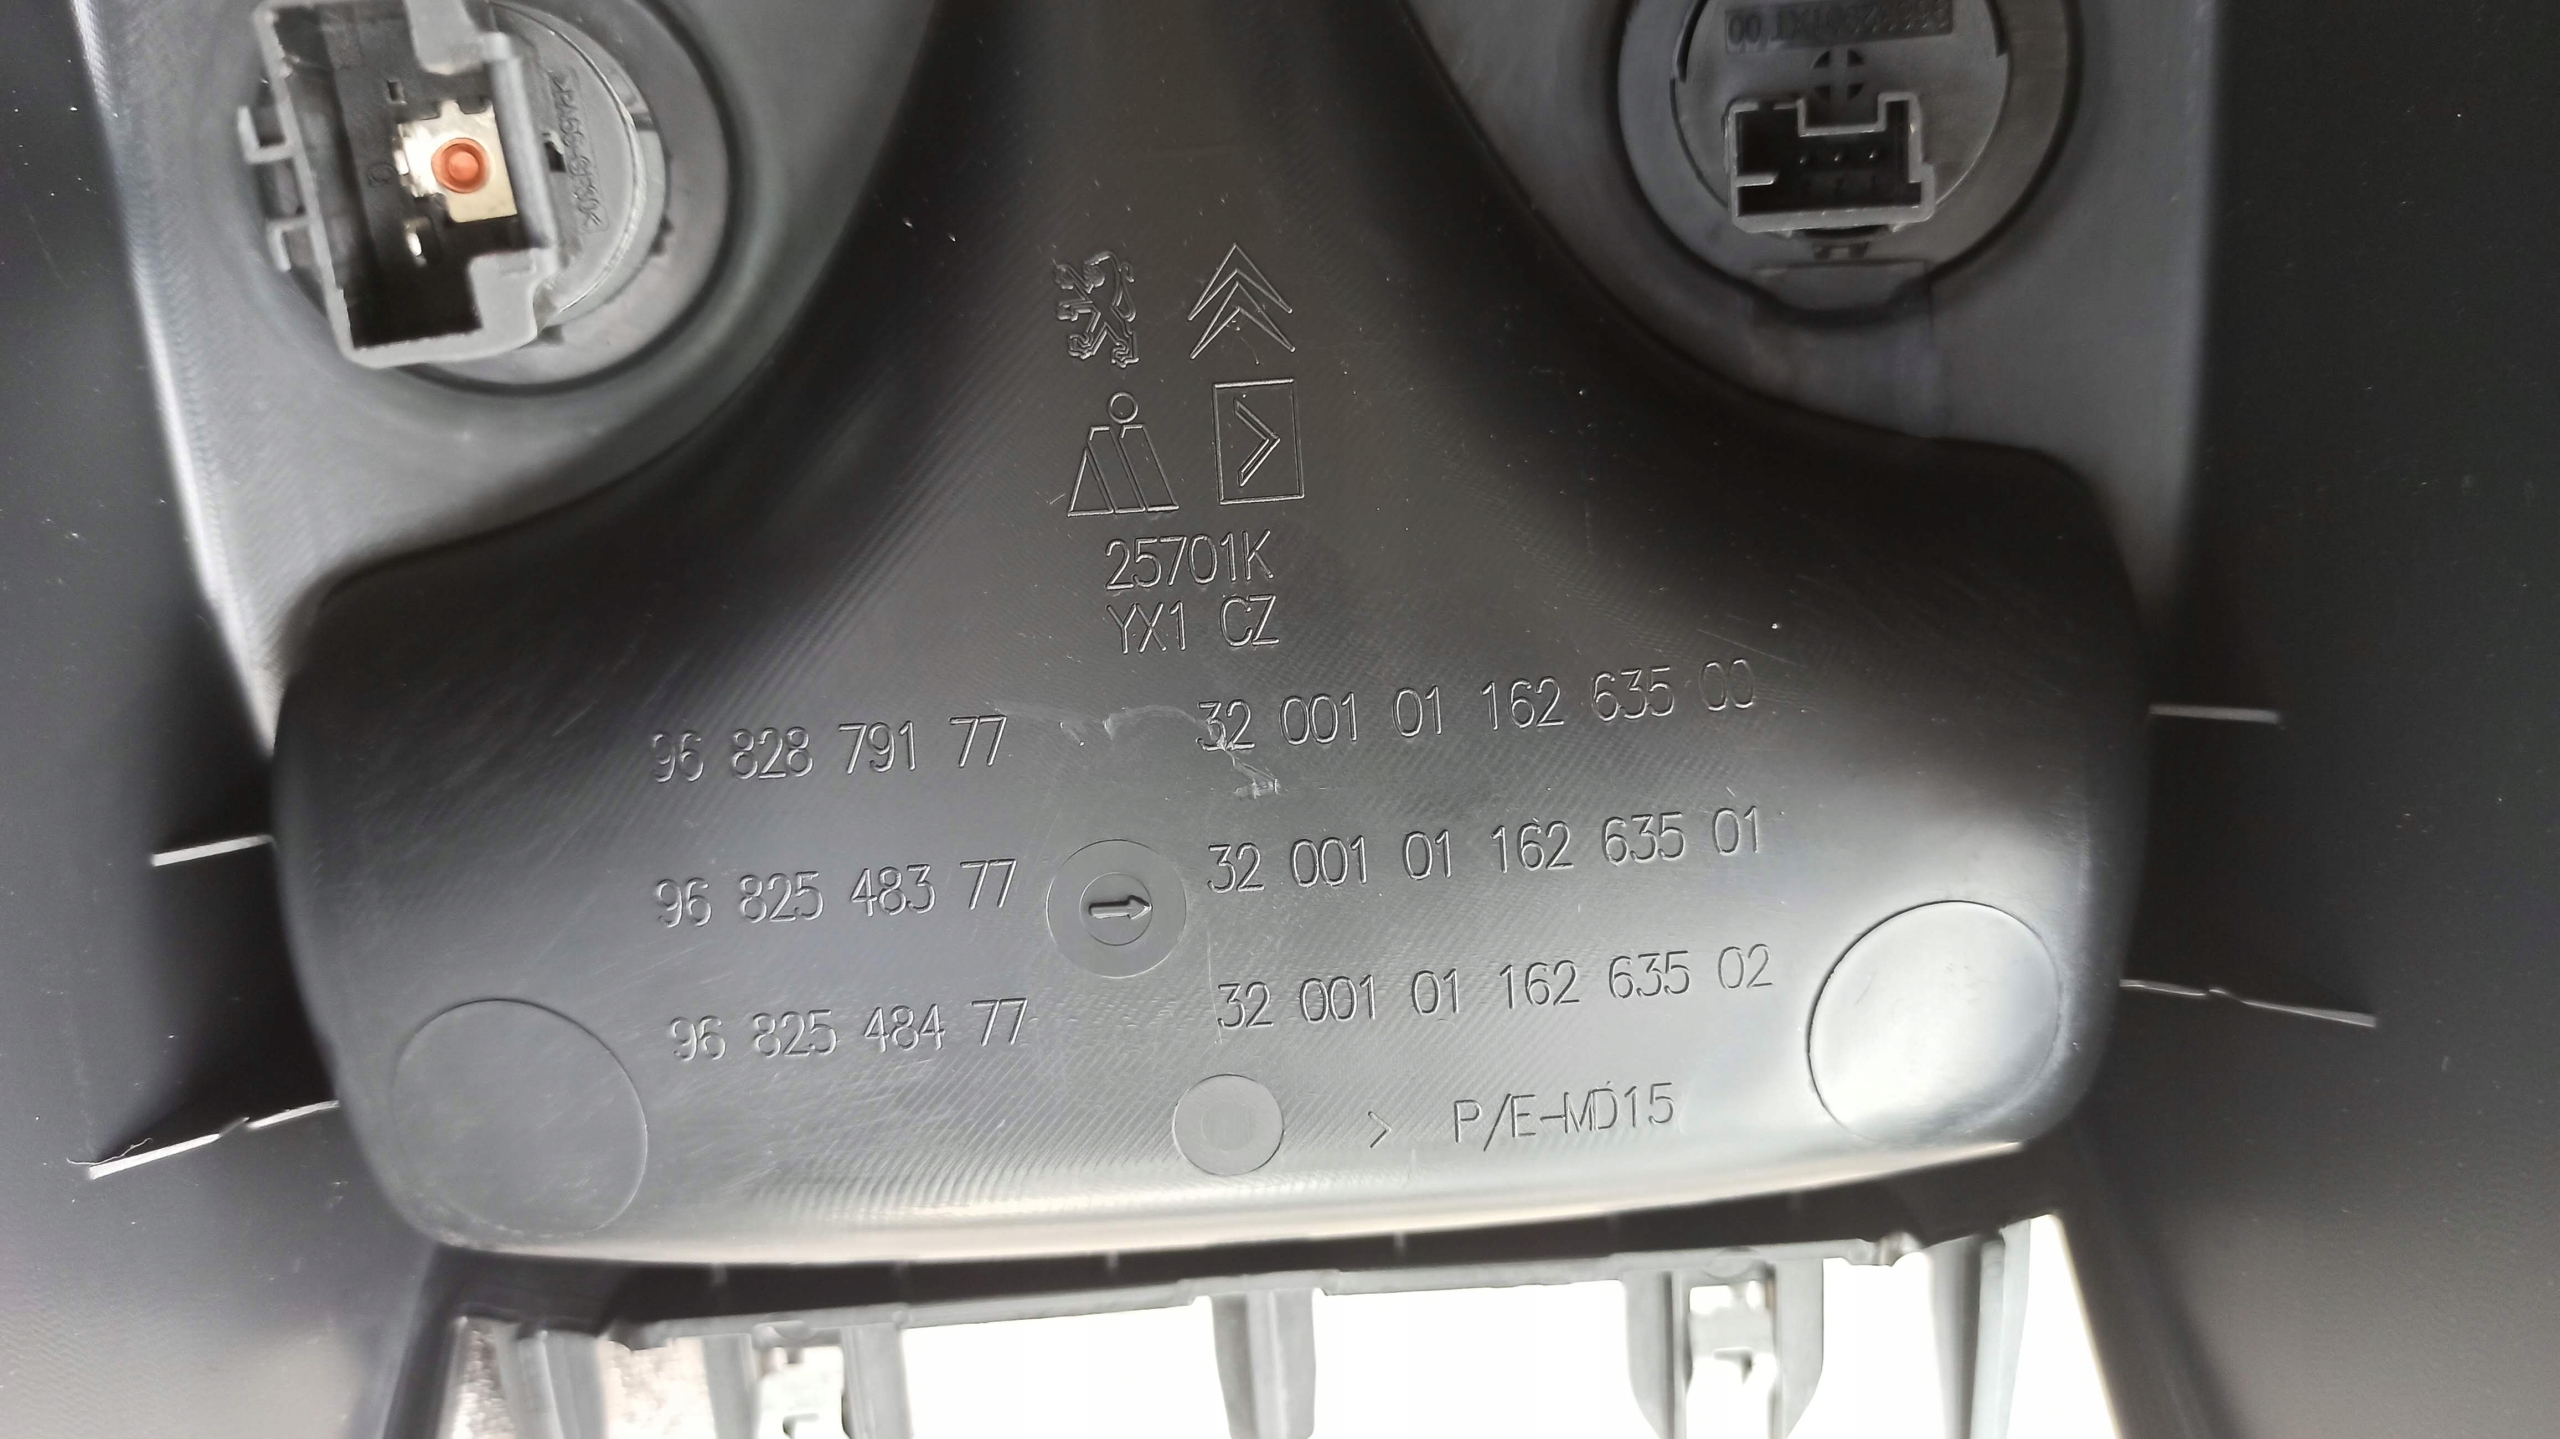 25701K
YX1 CZ
96 828 791 77
32 001 01 162 635 00
96 825 483 77
32 001 01 162 635 01
96 825 484 77
32 001 01 162 635 02
> P/E-MD15